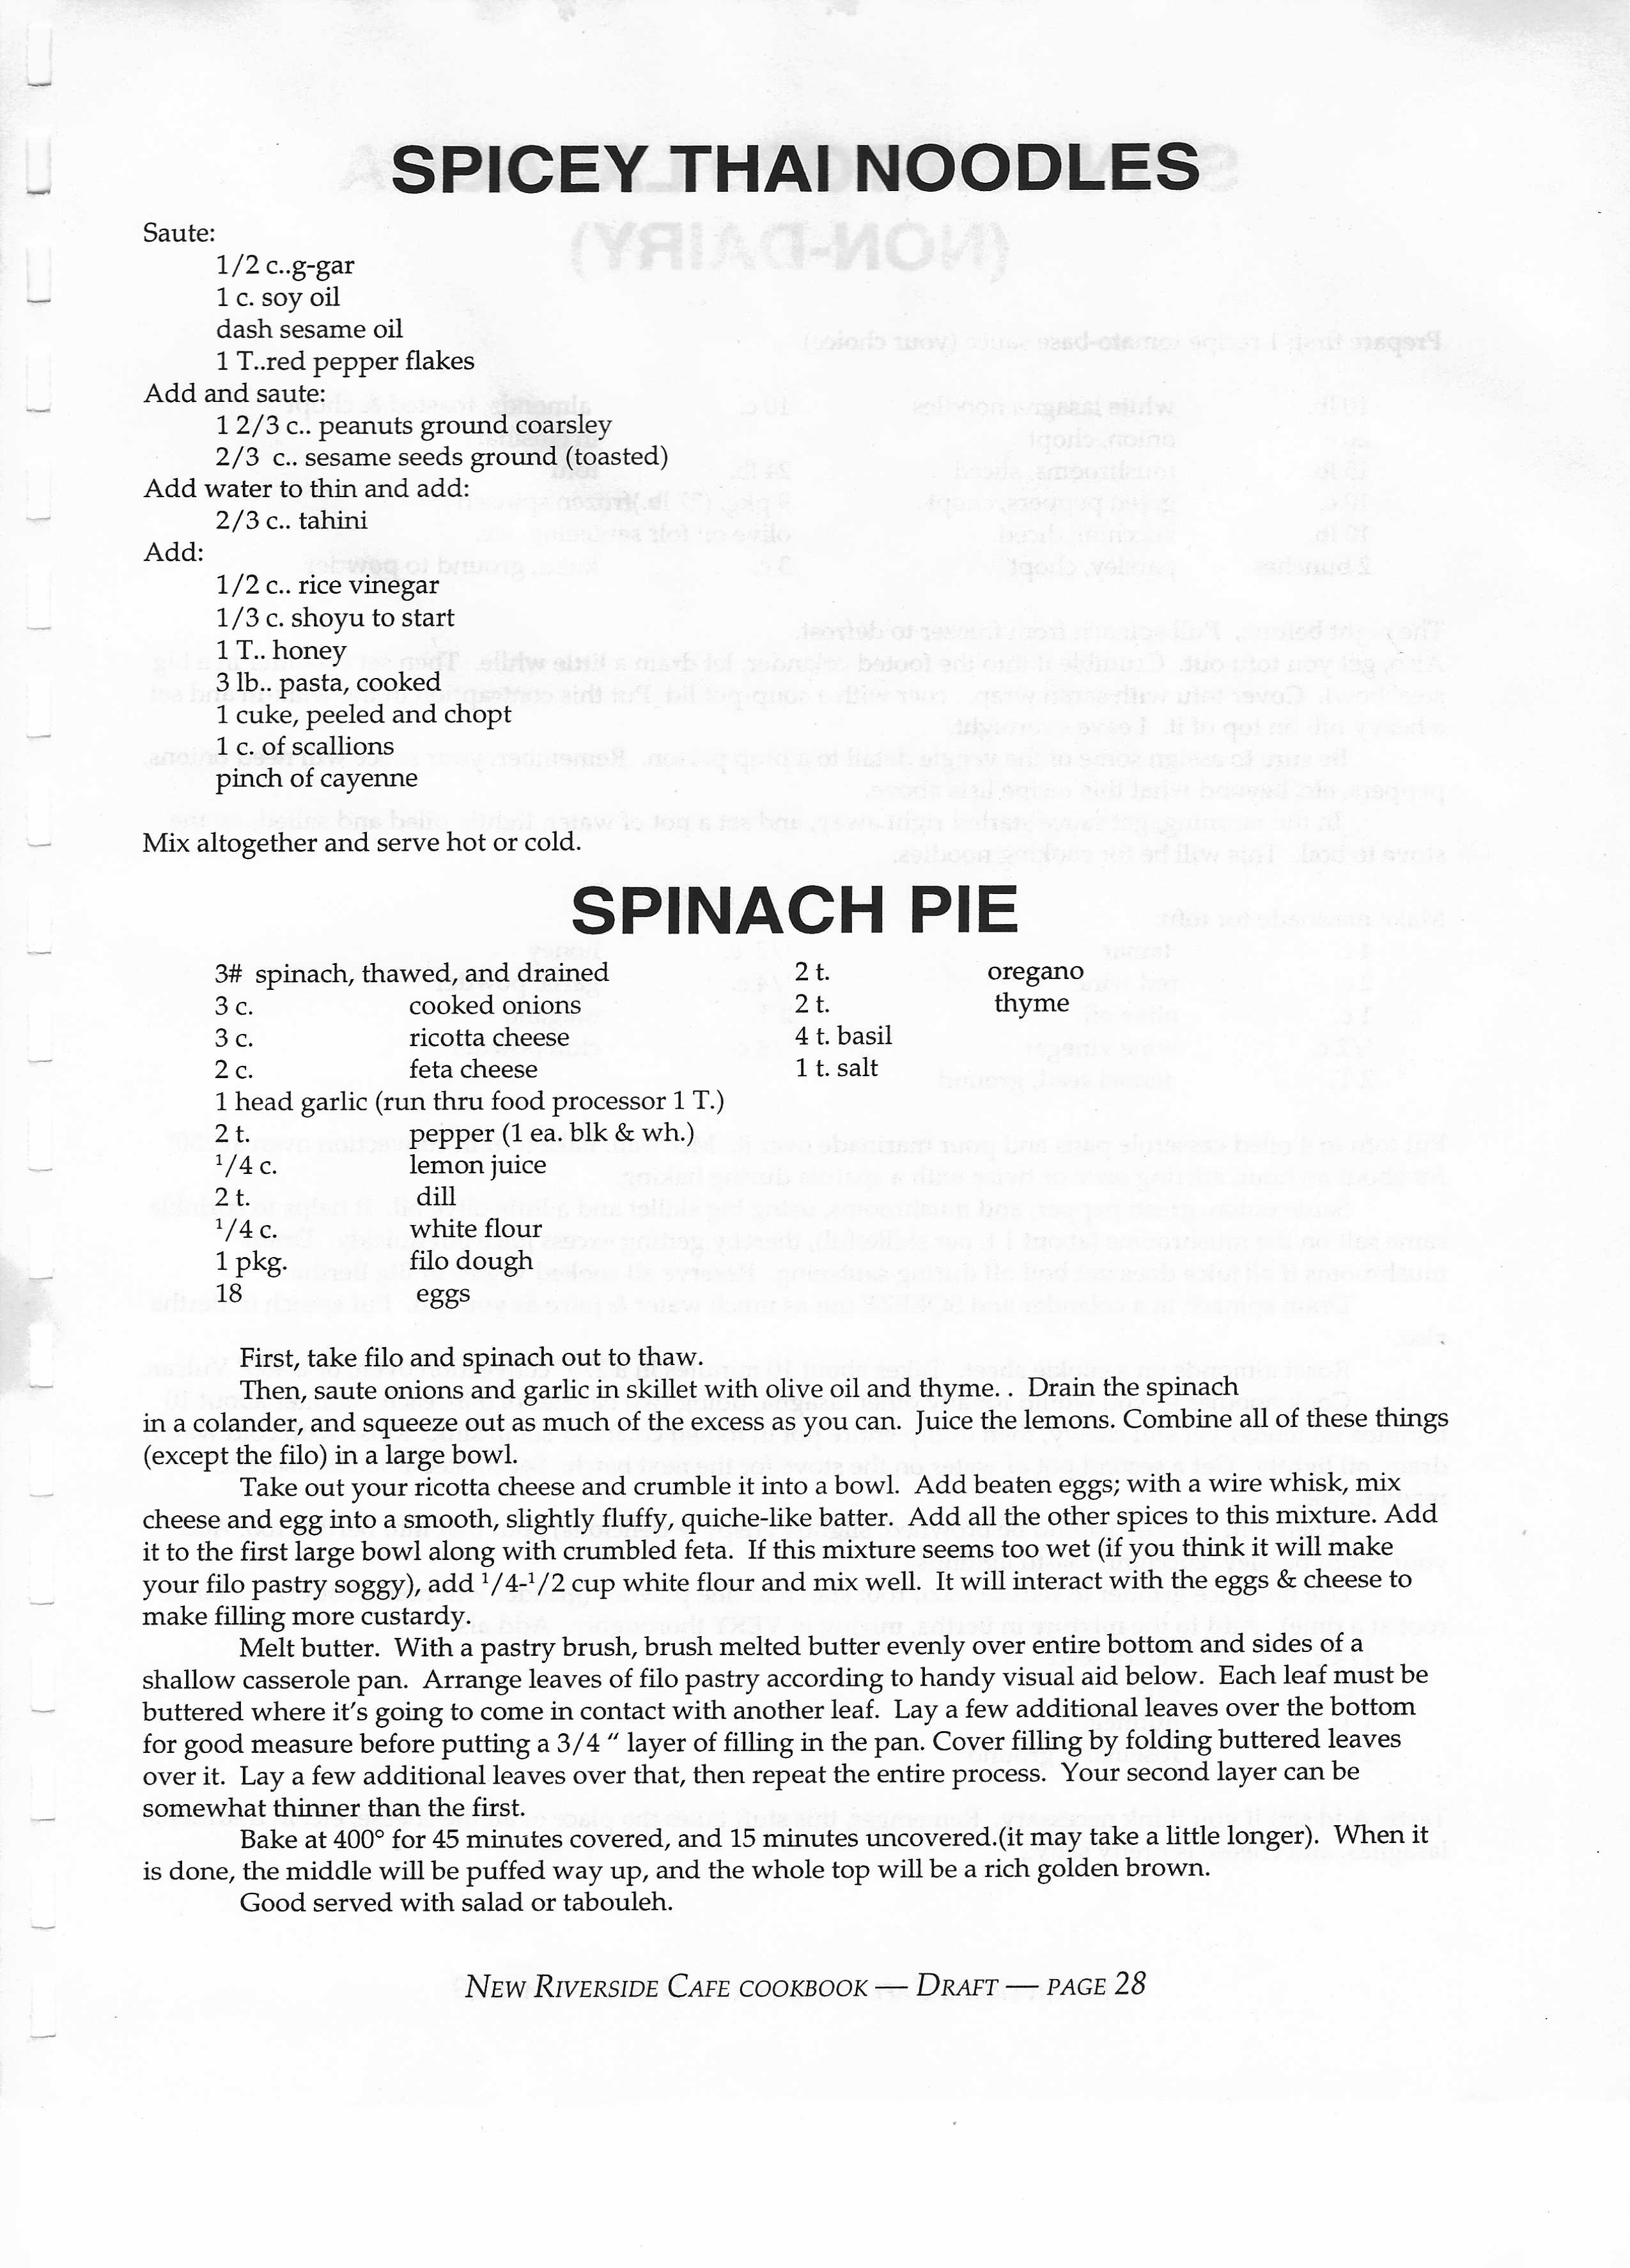 SPICEY THAI NOODLES
Saute:
1/2 c..g-gar
1 c. soy oil
dash sesame oil
1 T..red pepper flakes
Add and saute:
1 2/3 c.. peanuts ground coarsley
2/3 c.. sesame seeds ground (toasted)
Add water to thin and add:
2/3 c.. tahini
Add:
1/2 c.. rice vinegar
1/3 c. shoyu to start
1 T.. honey
3 lb.. pasta, cooked
1 cuke, peeled and chopt
1 c. of scallions
pinch of cayenne
Mix altogether and serve hot or cold.
SPINACH PIE
3# spinach, thawed, and drained 2 t. oregano
3 c. cooked onions 2 t. thyme
3 c. ricotta cheese 4 t. basil
2 c. feta cheese 1 t. salt
1 head garlic (run thru food processor 1 T.)
2 t. pepper (1 ea. blk & wh.)
1/4 c. lemon juice
2 t. dill
1/4 c. white flour
1 pkg. filo dough
18 eggs
First, take filo and spinach out to thaw.
Then, saute onions and garlic in skillet with olive oil and thyme. . Drain the spinach
in a colander, and squeeze out as much of the excess as you can. Juice the lemons. Combine all of these things
(except the filo) in a large bowl.
Take out your ricotta cheese and crumble it into a bowl. Add beaten eggs; with a wire whisk, mix
cheese and egg into a smooth, slightly fluffy, quiche-like batter. Add all the other spices to this mixture. Add
it to the first large bowl along with crumbled feta. If this mixture seems too wet (if you think it will make
your filo pastry soggy), add 1/4-1/2 cup white flour and mix well. It will interact with the eggs & cheese to
make filling more custardy.
Melt butter. With a pastry brush, brush melted butter evenly over entire bottom and sides of a
shallow casserole pan. Arrange leaves of filo pastry according to handy visual aid below. Each leaf must be
buttered where it's going to come in contact with another leaf. Lay a few additional leaves over the bottom
for good measure before putting a 3/4 " layer of filling in the pan. Cover filling by folding buttered leaves
over it. Lay a few additional leaves over that, then repeat the entire process. Your second layer can be
somewhat thinner than the first.
Bake at 400° for 45 minutes covered, and 15 minutes uncovered.(it may take a little longer). When it
is done, the middle will be puffed way up, and the whole top will be a rich golden brown.
Good served with salad or tabouleh.
NEW RIVERSIDE CAFE COOKBOOK — DRAFT — PAGE 28